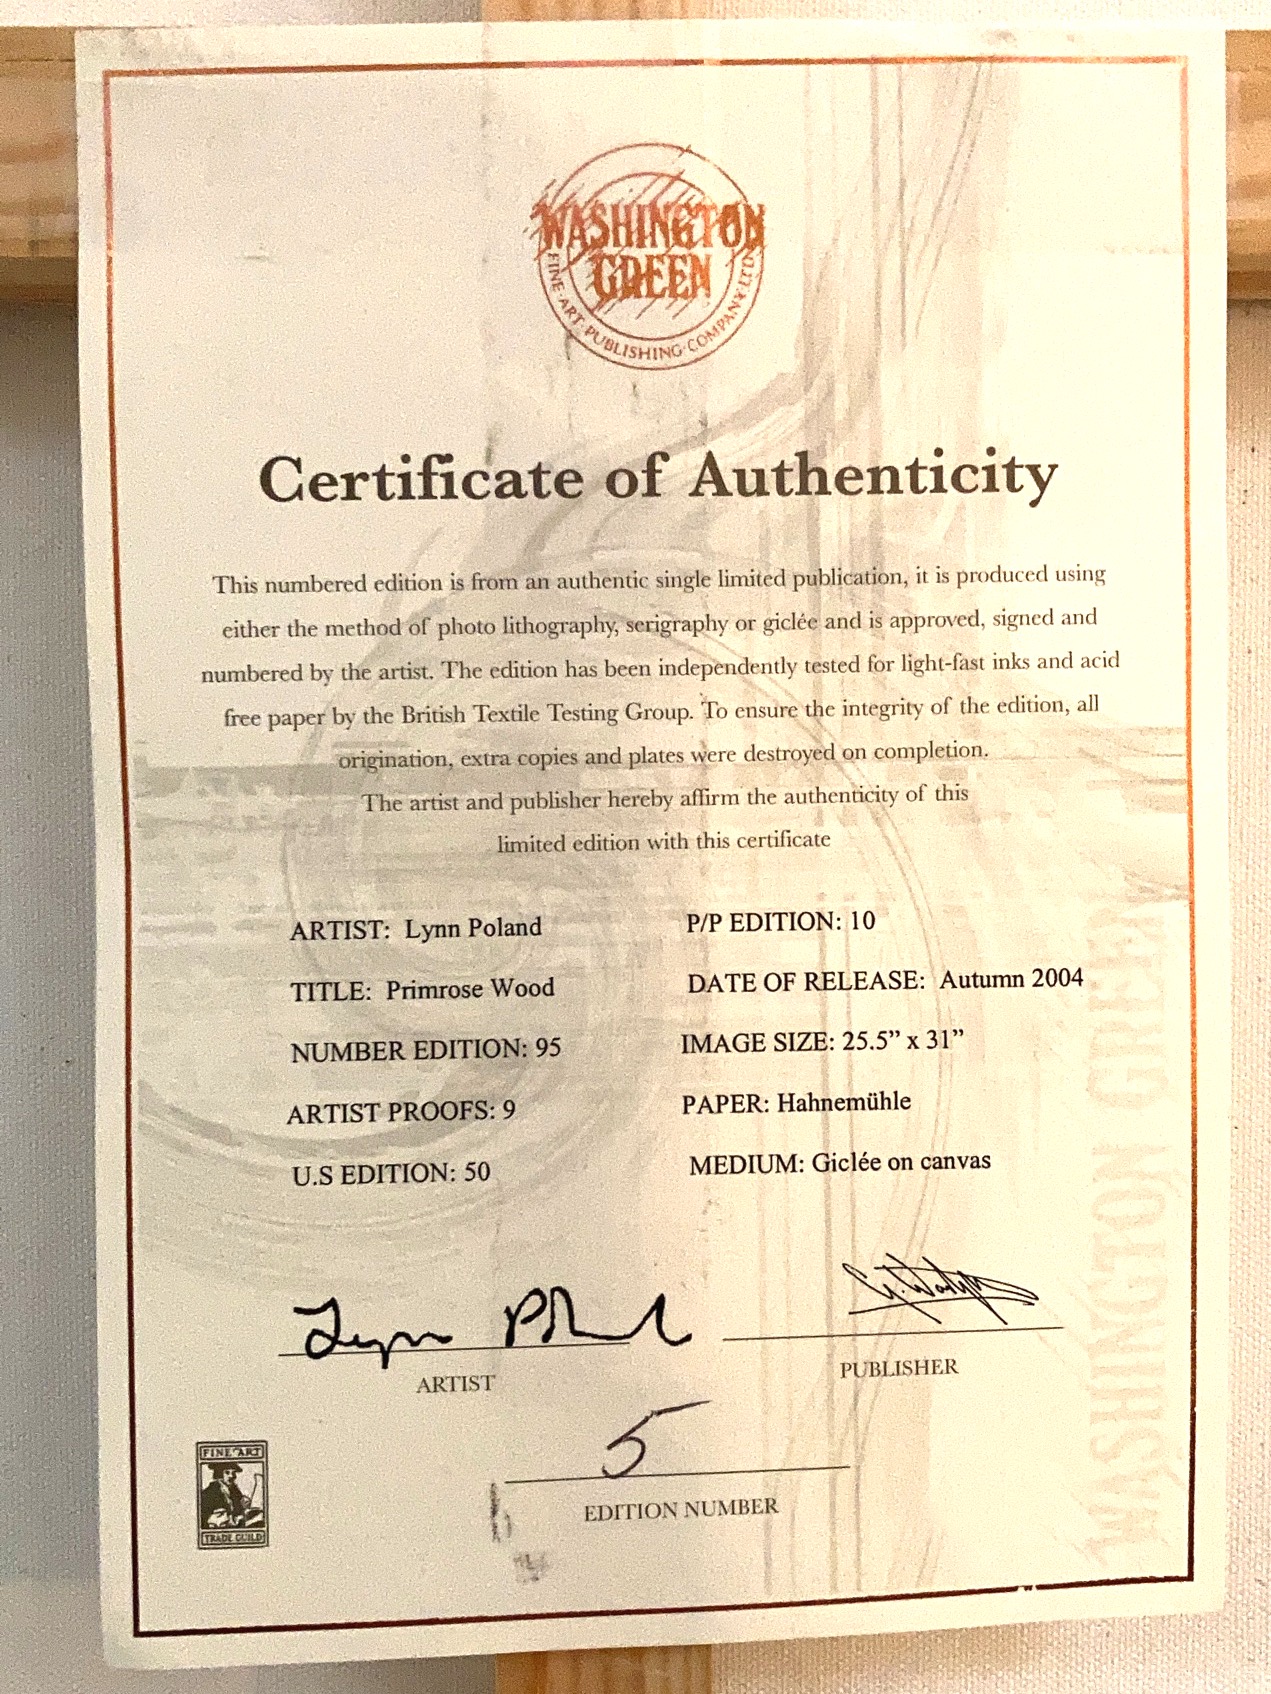 WASHINGTON
GREEN
FINE·ART·PUBLISHING·COMPANY·LTD
Certificate of Authenticity
This numbered edition is from an authentic single limited publication, it is produced using
either the method of photo lithography, serigraphy or giclée and is approved, signed and
numbered by the artist. The edition has been independently tested for light-fast inks and acid
free paper by the British Textile Testing Group. To ensure the integrity of the edition, all
origination, extra copies and plates were destroyed on completion.
The artist and publisher hereby affirm the authenticity of this
limited edition with this certificate
ARTIST: Lynn Poland
P/P EDITION: 10
TITLE: Primrose Wood
DATE OF RELEASE: Autumn 2004
NUMBER EDITION: 95
IMAGE SIZE: 25.5” x 31”
ARTIST PROOFS: 9
PAPER: Hahnemühle
U.S EDITION: 50
MEDIUM: Giclée on canvas
Lynn Poland
ARTIST
PUBLISHER
5
EDITION NUMBER
FINE ART
TRADE GUILD
WASHINGTON GREEN